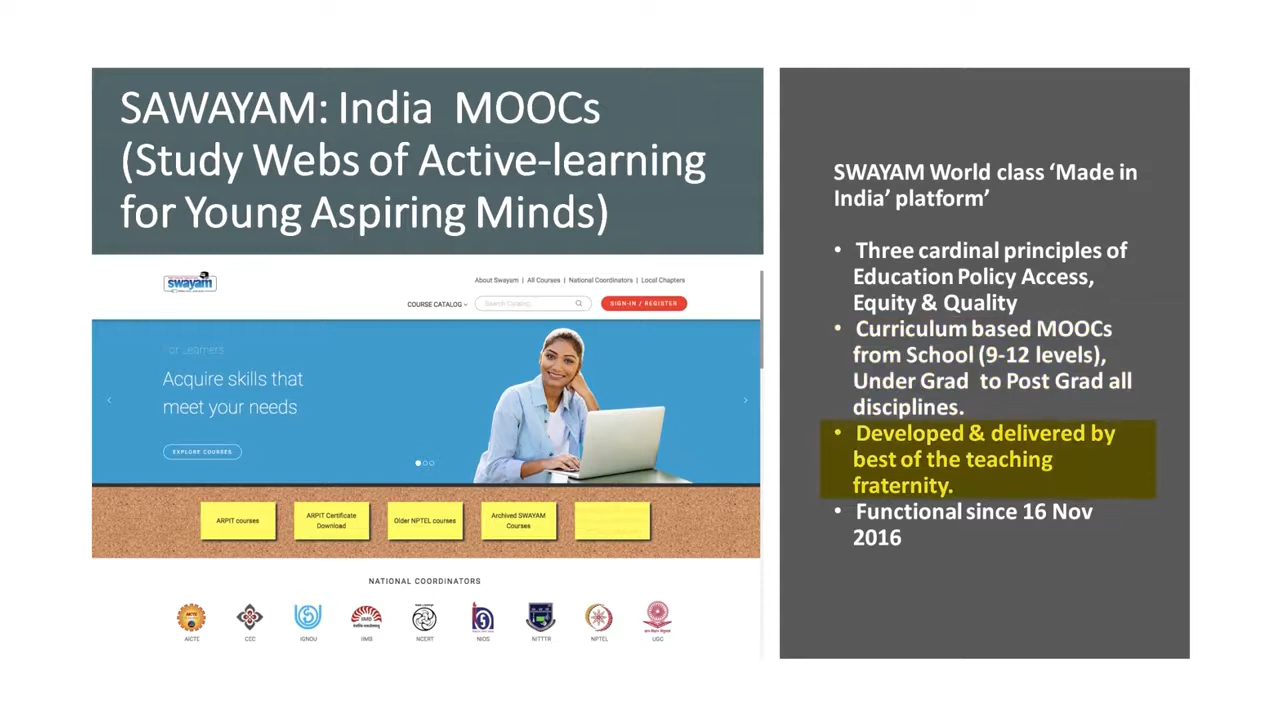 SAWAYAM: India MOOCs
(Study Webs of Active-learning
for Young Aspiring Minds)
swayam
About Swayam | All Courses | National Coordinators | Local Chapters
COURSE CATALOG
Search Catalog
SIGN-IN / REGISTER
For Learners
Acquire skills that
meet your needs
EXPLORE COURSES
ARPIT courses
ARPIT Certificate
Download
Older NPTEL courses
Archived SWAYAM
Courses
NATIONAL COORDINATORS
AICTE
CEC
IGNOU
IIMB
NCERT
NIOS
NITTTR
NPTEL
UGC
SWAYAM World class ‘Made in
India’ platform’
• Three cardinal principles of
Education Policy Access,
Equity & Quality
• Curriculum based MOOCs
from School (9-12 levels),
Under Grad to Post Grad all
disciplines.
• Developed & delivered by
best of the teaching
fraternity.
• Functional since 16 Nov
2016